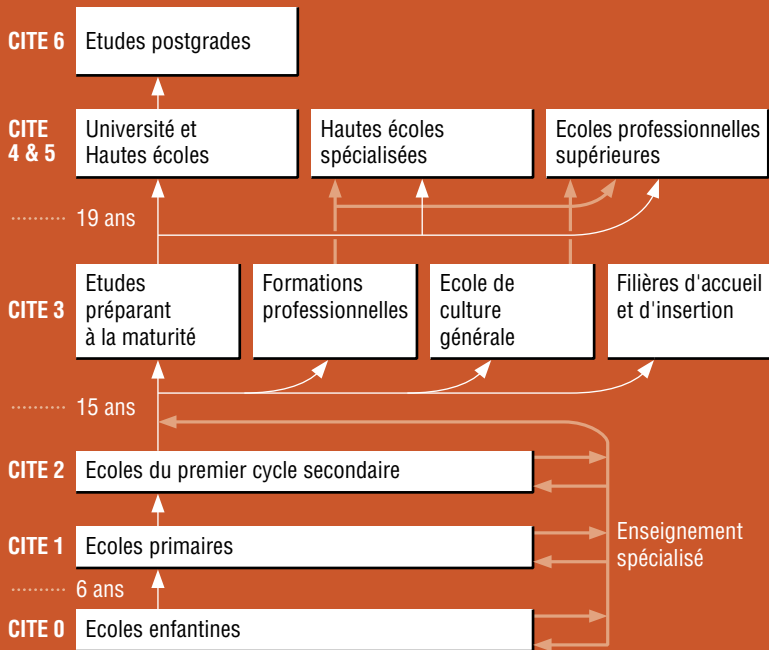 CITE 6
Etudes postgrades
CITE
4 & 5
Université et
Hautes écoles
Hautes écoles
spécialisées
Ecoles professionnelles
supérieures
19 ans
CITE 3
Etudes
préparant
à la maturité
Formations
professionnelles
Ecole de
culture
générale
Filières d'accueil
et d'insertion
15 ans
CITE 2
Ecoles du premier cycle secondaire
CITE 1
Ecoles primaires
Enseignement
spécialisé
6 ans
CITE 0
Ecoles enfantines